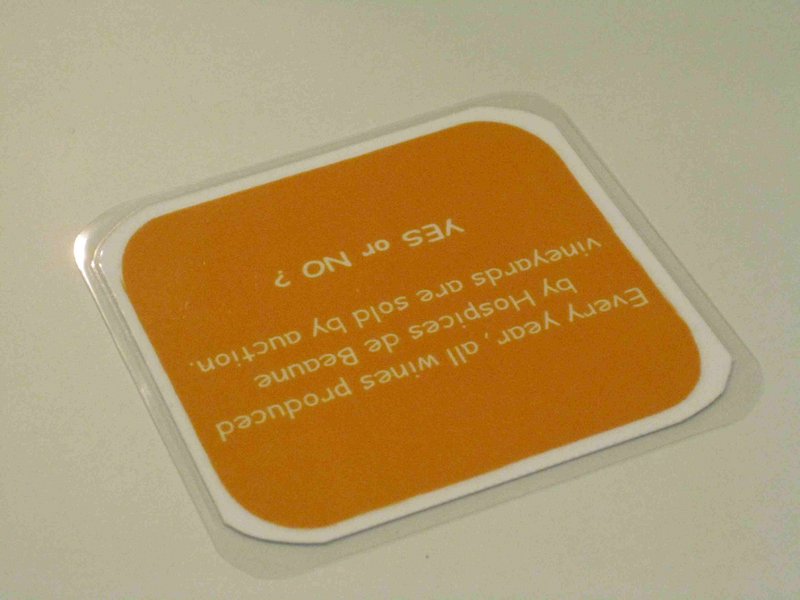 Every year, all wines produced
by Hospices de Beaune
vineyards are sold by auction.
YES or NO ?